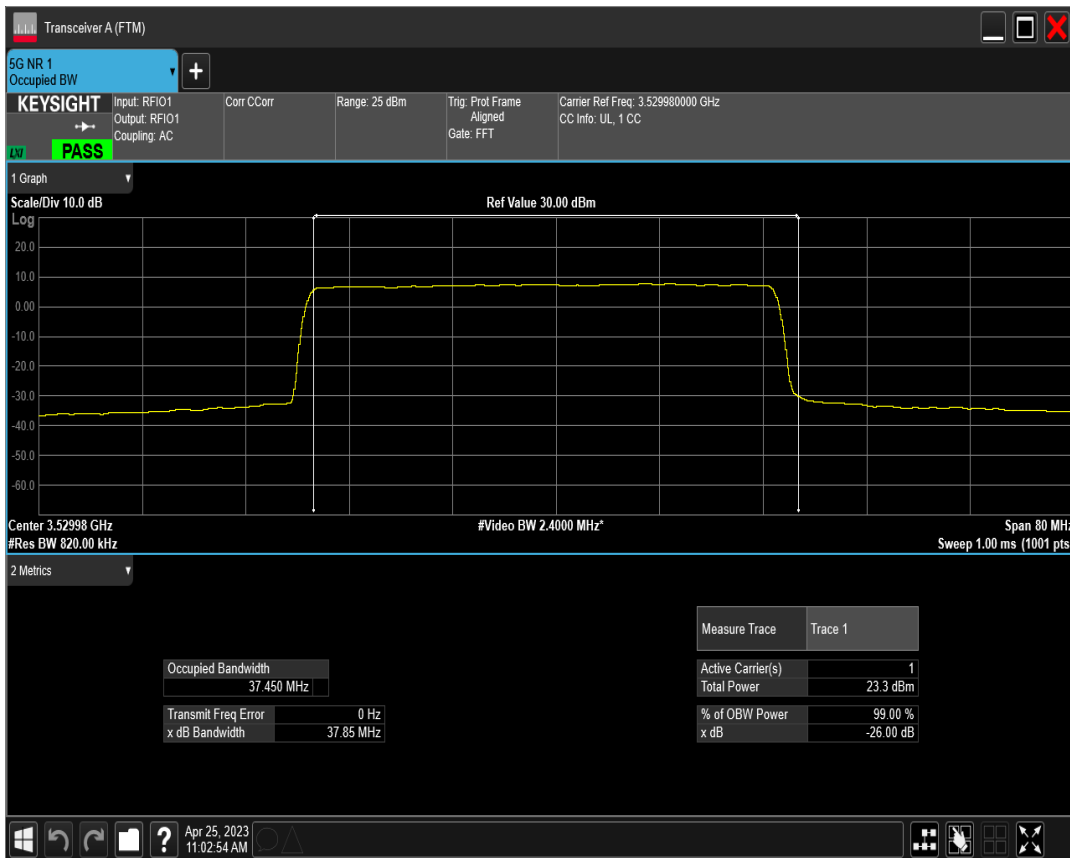 Transceiver A (FTM)
5G NR 1
Occupied BW
+
KEYSIGHT
LXI
PASS
Input: RFIO1
Output: RFIO1
Coupling: AC
Corr CCorr
Range: 25 dBm
Trig: Prot Frame
Aligned
Gate: FFT
Carrier Ref Freq: 3.529980000 GHz
CC Info: UL, 1 CC
1 Graph
Scale/Div 10.0 dB
Ref Value 30.00 dBm
Log
20.0
10.0
0.00
-10.0
-20.0
-30.0
-40.0
-50.0
-60.0
Center 3.52998 GHz
#Video BW 2.4000 MHz*
Span 80 MHz
#Res BW 820.00 kHz
Sweep 1.00 ms (1001 pts
2 Metrics
Measure Trace Trace 1
Occupied Bandwidth
37.450 MHz
Active Carrier(s) 1
Total Power 23.3 dBm
Transmit Freq Error 0 Hz
x dB Bandwidth 37.85 MHz
% of OBW Power 99.00 %
x dB -26.00 dB
?
Apr 25, 2023
11:02:54 AM